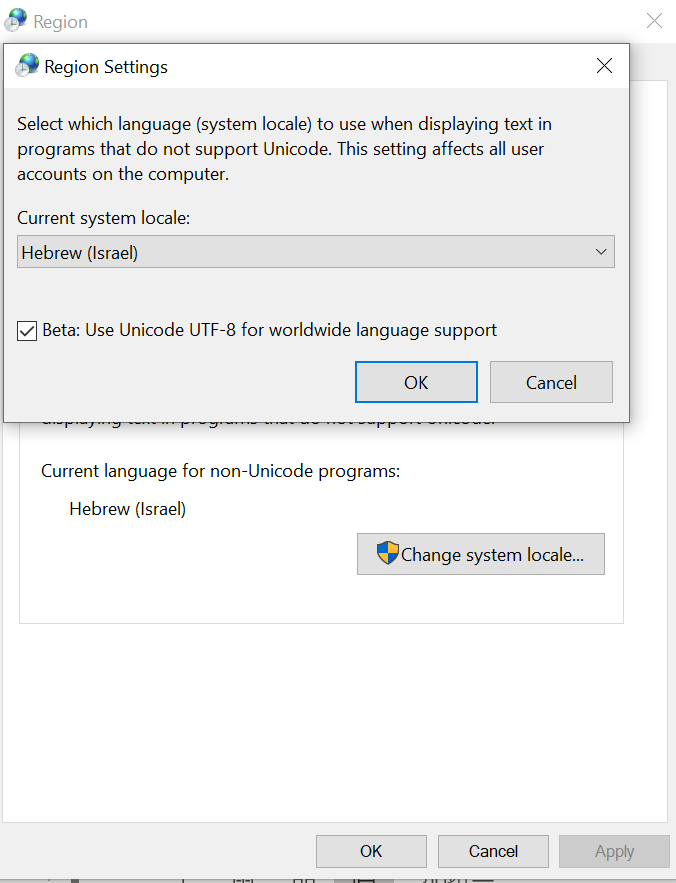 Region
Region Settings
Select which language (system locale) to use when displaying text in
programs that do not support Unicode. This setting affects all user
accounts on the computer.
Current system locale:
Hebrew (Israel)
Beta: Use Unicode UTF-8 for worldwide language support
OK
Cancel
displaying text in programs that do not support Unicode.
Current language for non-Unicode programs:
Hebrew (Israel)
Change system locale...
OK
Cancel
Apply